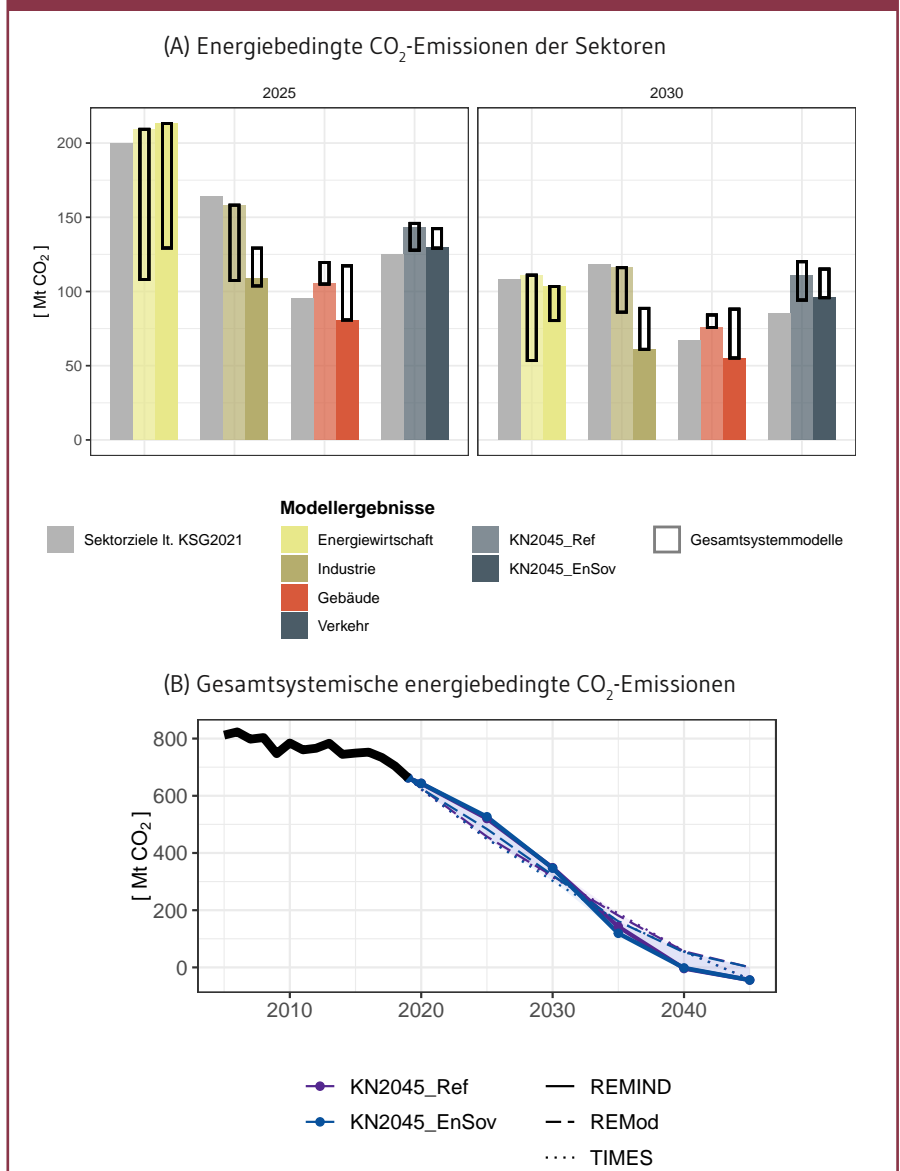 (A) Energiebedingte CO₂-Emissionen der Sektoren
2025
2030
[ Mt CO₂ ]
200
150
100
50
0
Modellergebnisse
Sektorziele lt. KSG2021
Energiewirtschaft
Industrie
Gebäude
Verkehr
KN2045_Ref
KN2045_EnSov
Gesamtsystemmodelle
(B) Gesamtsystemische energiebedingte CO₂-Emissionen
[ Mt CO₂ ]
800
600
400
200
0
2010 2020 2030 2040
KN2045_Ref
KN2045_EnSov
REMIND
REMod
TIMES